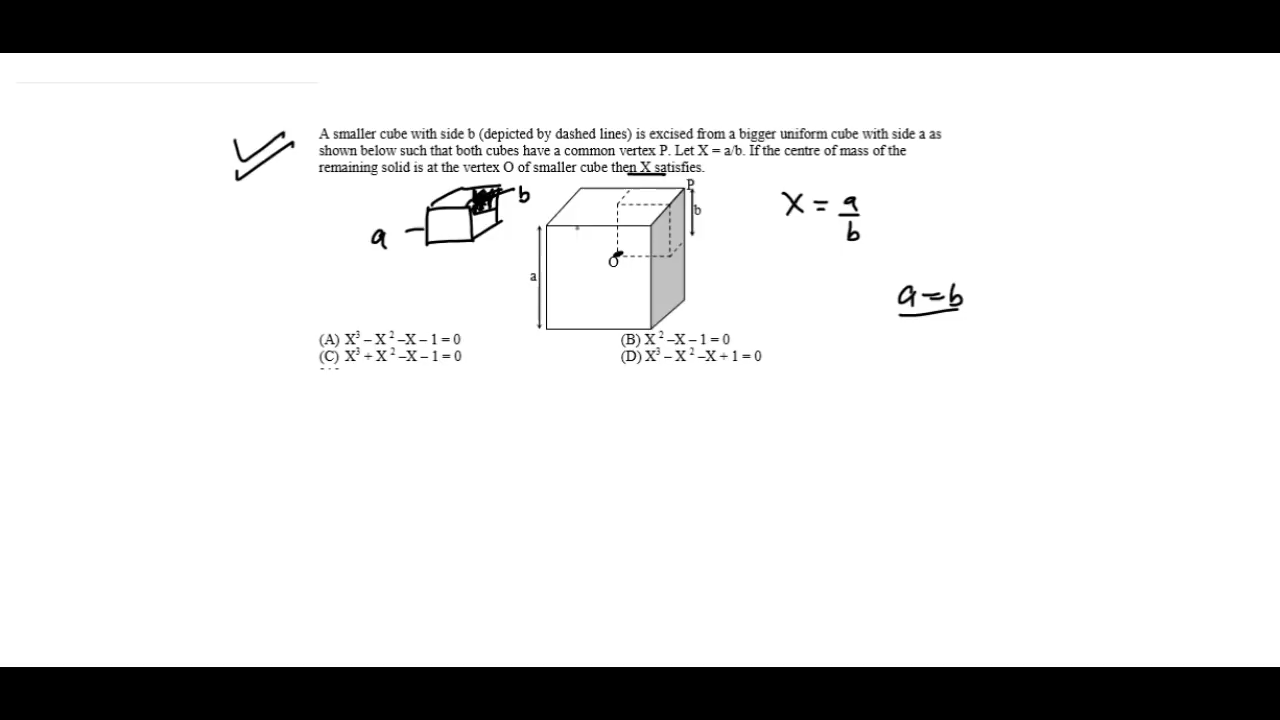 A smaller cube with side b (depicted by dashed lines) is excised from a bigger uniform cube with side a as
shown below such that both cubes have a common vertex P. Let X = a/b. If the centre of mass of the
remaining solid is at the vertex O of smaller cube then X satisfies.
P
b
b
X = a/b
a
O
a
a = b
(A) X³ – X² – X – 1 = 0
(B) X² – X – 1 = 0
(C) X³ + X² – X – 1 = 0
(D) X³ – X² – X + 1 = 0